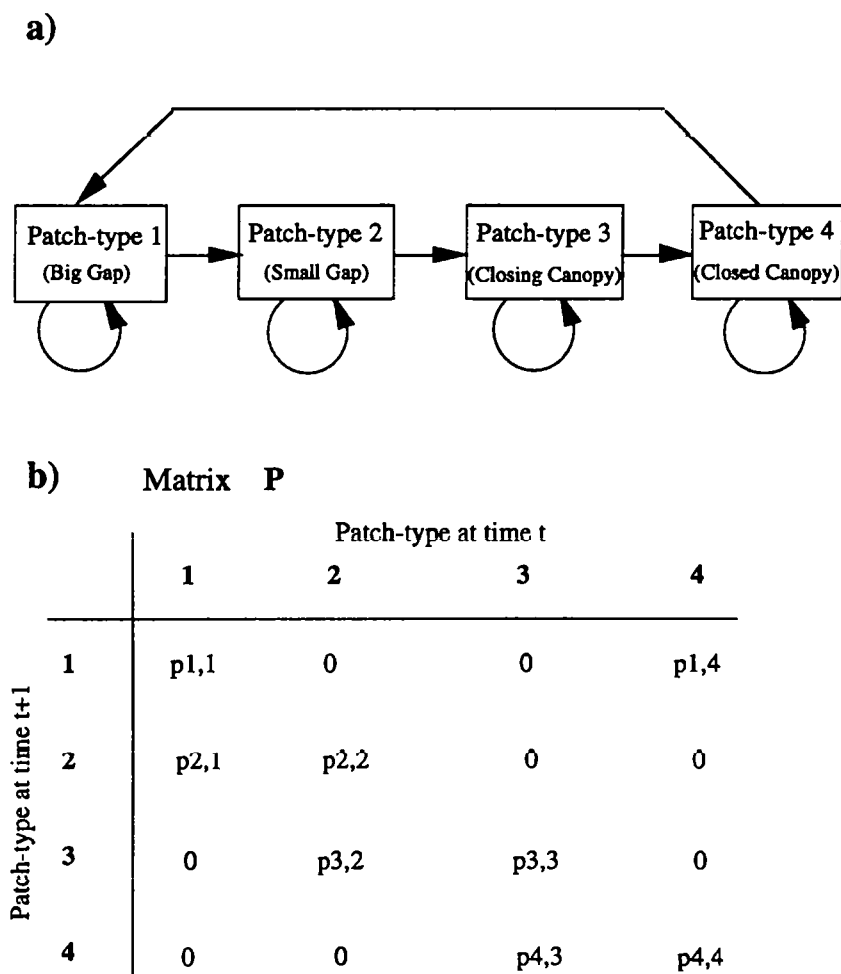 a)
Patch-type 1 Patch-type 2 Patch-type 3 Patch-type 4
(Big Gap) (Small Gap) (Closing Canopy) (Closed Canopy)
b) Matrix P
Patch-type at time t
1 2 3 4
Patch-type at time t+1
1 p1,1 0 0 p1,4
2 p2,1 p2,2 0 0
3 0 p3,2 p3,3 0
4 0 0 p4,3 p4,4